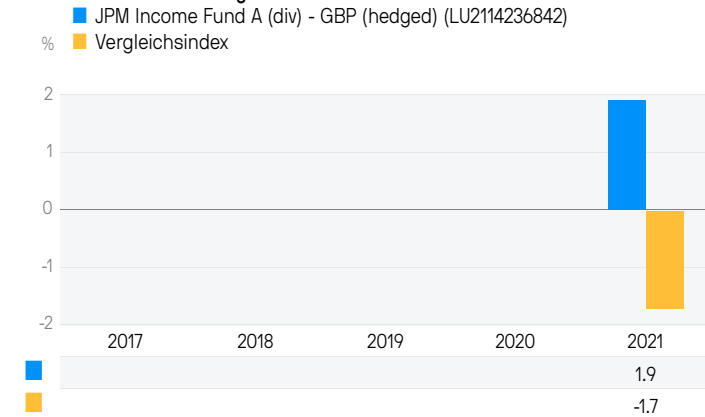 JPM Income Fund A (div) - GBP (hedged) (LU2114236842)
% Vergleichsindex
2
1
0
-1
-2
2017 2018 2019 2020 2021
1.9
-1.7